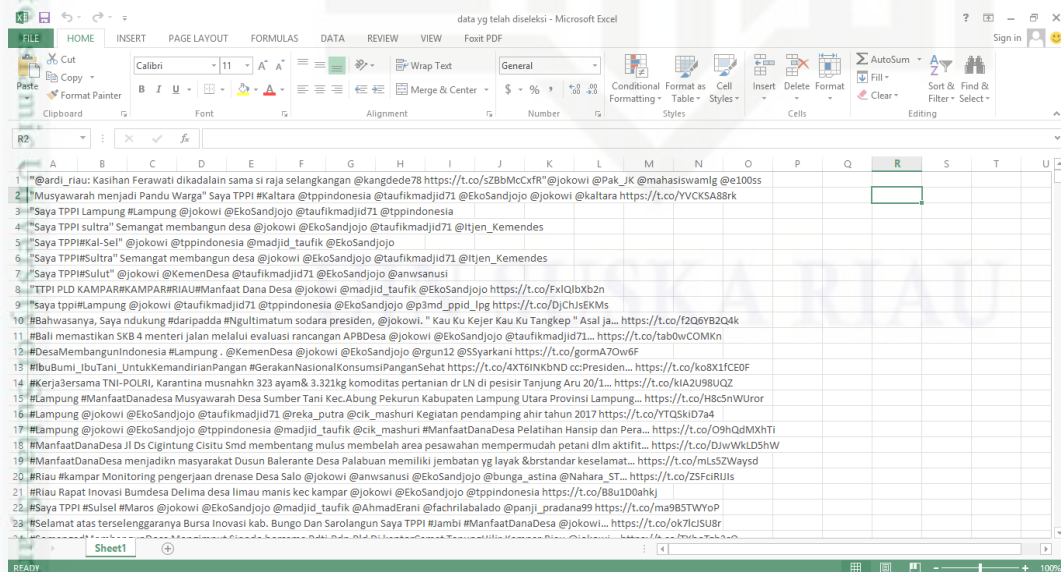 data yg telah diseleksi - Microsoft Excel
Sign in
FILE HOME INSERT PAGE LAYOUT FORMULAS DATA REVIEW VIEW Foxit PDF
Paste Cut Copy Format Painter Clipboard
Calibri 11 B I U Font
Wrap Text Merge & Center Alignment
General $ % , Number
Conditional Formatting Format as Table Cell Styles Styles
Insert Delete Format Cells
AutoSum Fill Clear Sort & Filter Find & Select Editing
R2 fx
A B C D E F G H I J K L M N O P Q R S T U
1 "@ardi_riau: Kasihan Ferawati dikadalain sama si raja selangkangan @kangdede78 https://t.co/sZBbMcCxfR"@jokowi @Pak_JK @mahasiswamlg @e100ss
2 "Musyawarah menjadi Pandu Warga" Saya TPPI #Kaltara @tppindonesia @taufikmadjid71 @EkoSandjojo @jokowi @kaltara https://t.co/YVCKSA88rk
3 "Saya TPPI Lampung #Lampung @jokowi @EkoSandjojo @taufikmadjid71 @tppindonesia
4 "Saya TPPI sultra" Semangat membangun desa @jokowi @EkoSandjojo @taufikmadjid71 @Itjen_Kemendes
5 "Saya TPPI#Kal-Sel" @jokowi @tppindonesia @madjid_taufik @EkoSandjojo
6 "Saya TPPI#Sultra" Semangat membangun desa @jokowi @EkoSandjojo @taufikmadjid71 @Itjen_Kemendes
7 "Saya TPPI#Sulut" @jokowi @KemenDesa @taufikmadjid71 @EkoSandjojo @anwsanusi
8 "TTPI PLD KAMPAR#KAMPAR#RIAU#Manfaat Dana Desa @jokowi @madjid_taufik @EkoSandjojo https://t.co/FxIQlbXb2n
9 "saya tppi#Lampung @jokowi @taufikmadjid71 @tppindonesia @EkoSandjojo @p3md_ppid_lpg https://t.co/DjChJsEKMs
10 #Bahwasanya, Saya ndukung #daripadda #Ngultimatum sodara presiden, @jokowi. " Kau Ku Kejer Kau Ku Tangkep " Asal ja... https://t.co/f2Q6YB2Q4k
11 #Bali memastikan SKB 4 menteri jalan melalui evaluasi rancangan APBDesa @jokowi @EkoSandjojo @taufikmadjid71... https://t.co/tab0wCOMKn
12 #DesaMembangunIndonesia #Lampung . @KemenDesa @jokowi @EkoSandjojo @rgun12 @SSyarkani https://t.co/gormA7Ow6F
13 #IbuBumi_IbuTani_UntukKemandirianPangan #GerakanNasionalKonsumsiPanganSehat https://t.co/4XT6INKbND cc:Presiden... https://t.co/ko8X1fCE0F
14 #Kerja3ersama TNI-POLRI, Karantina musnahkn 323 ayam& 3.321kg komoditas pertanian dr LN di pesisir Tanjung Aru 20/1... https://t.co/kIA2U98UQZ
15 #Lampung #ManfaatDanadesa Musyawarah Desa Sumber Tani Kec.Abung Pekurun Kabupaten Lampung Utara Provinsi Lampung... https://t.co/H8c5nWUror
16 #Lampung @jokowi @EkoSandjojo @taufikmadjid71 @reka_putra @cik_mashuri Kegiatan pendamping ahir tahun 2017 https://t.co/YTQSkiD7a4
17 #Lampung @jokowi @EkoSandjojo @tppindonesia @madjid_taufik @cik_mashuri #ManfaatDanaDesa Pelatihan Hansip dan Pera... https://t.co/O9hQdMXhTi
18 #ManfaatDanaDesa Jl Ds Cigintung Cisitu Smd membentang mulus membelah area pesawahan mempermudah petani dlm aktifit... https://t.co/DJwWkLD5hW
19 #ManfaatDanaDesa menjadikn masyarakat Dusun Balerante Desa Palabuan memiliki jembatan yg layak &brstandar keselamat... https://t.co/mLs5ZWaysd
20 #Riau #kampar Monitoring pengerjaan drenase Desa Salo @jokowi @anwsanusi @EkoSandjojo @bunga_astina @Nahara_ST... https://t.co/ZSFciRIJIs
21 #Riau Rapat Inovasi Bumdesa Delima desa limau manis kec kampar @jokowi @EkoSandjojo @tppindonesia https://t.co/B8u1D0ahkj
22 #Saya TPPI #Sulsel #Maros @jokowi @EkoSandjojo @taufikmadjid71 @AhmadErani @fachrilabalado @panji_pradana99 https://t.co/ma9B5TWYoP
23 #Selamat atas terselenggaranya Bursa Inovasi kab. Bungo Dan Sarolangun Saya TPPI #Jambi #ManfaatDanaDesa @jokowi... https://t.co/ok7lcJSU8r
Sheet1
READY 100%
SUSKA RIAU